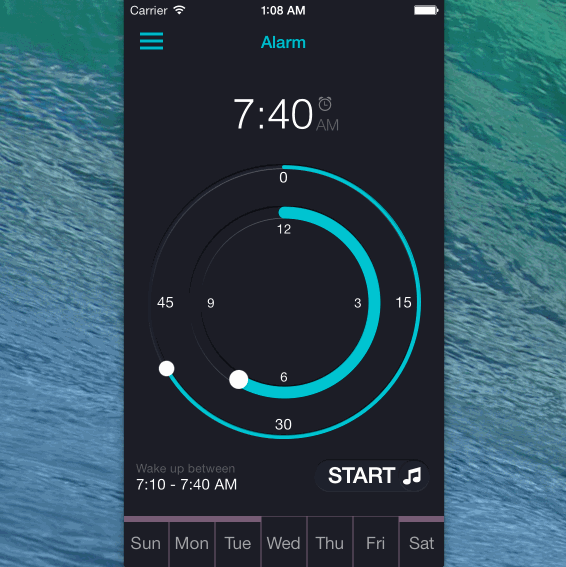 Carrier 1:08 AM
Alarm
7:40 AM
0
12
45 9 3 15
6
30
Wake up between
7:10 - 7:40 AM
START
Sun Mon Tue Wed Thu Fri Sat